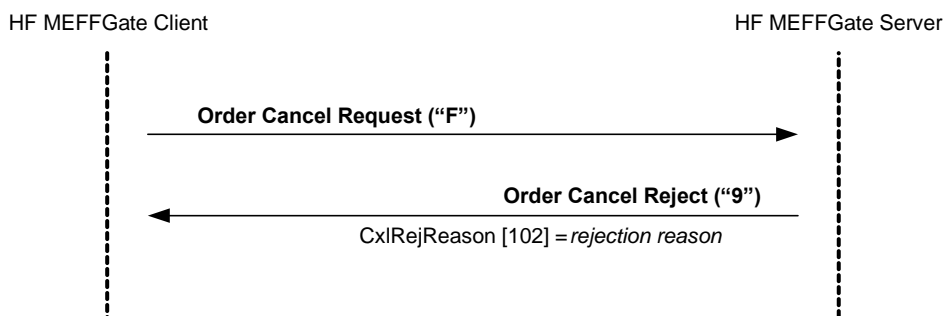 HF MEFFGate Client
HF MEFFGate Server
Order Cancel Request (“F”)
Order Cancel Reject (“9”)
CxlRejReason [102] = rejection reason